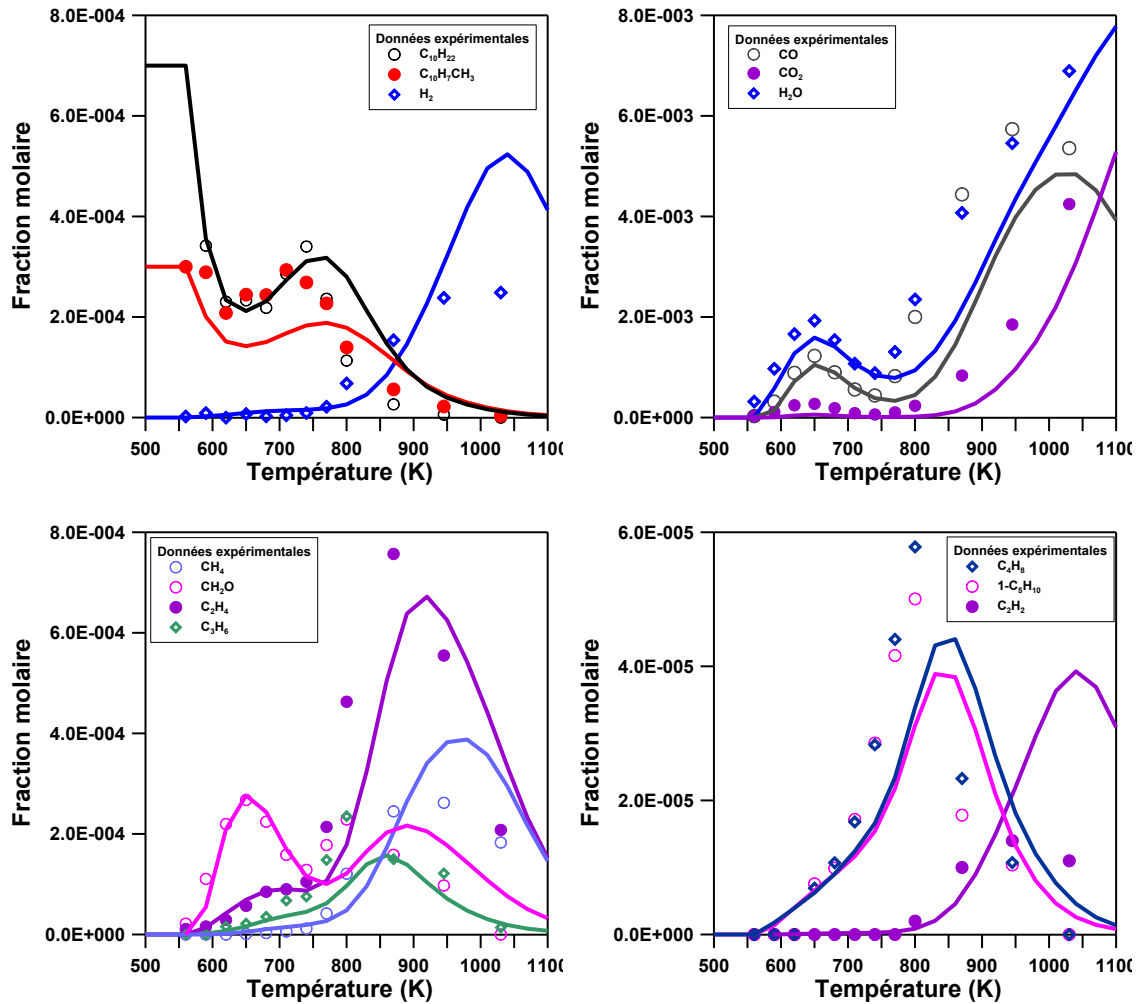 8.0E-004
6.0E-004
4.0E-004
2.0E-004
0.0E+000
Fraction molaire
Données expérimentales
C10H22
C10H7CH3
H2
500 600 700 800 900 1000 1100
Température (K)
8.0E-003
6.0E-003
4.0E-003
2.0E-003
0.0E+000
Fraction molaire
Données expérimentales
CO
CO2
H2O
500 600 700 800 900 1000 1100
Température (K)
8.0E-004
6.0E-004
4.0E-004
2.0E-004
0.0E+000
Fraction molaire
Données expérimentales
CH4
CH2O
C2H4
C3H6
500 600 700 800 900 1000 1100
Température (K)
6.0E-005
4.0E-005
2.0E-005
0.0E+000
Fraction molaire
Données expérimentales
C4H8
1-C5H10
C2H2
500 600 700 800 900 1000 1100
Température (K)